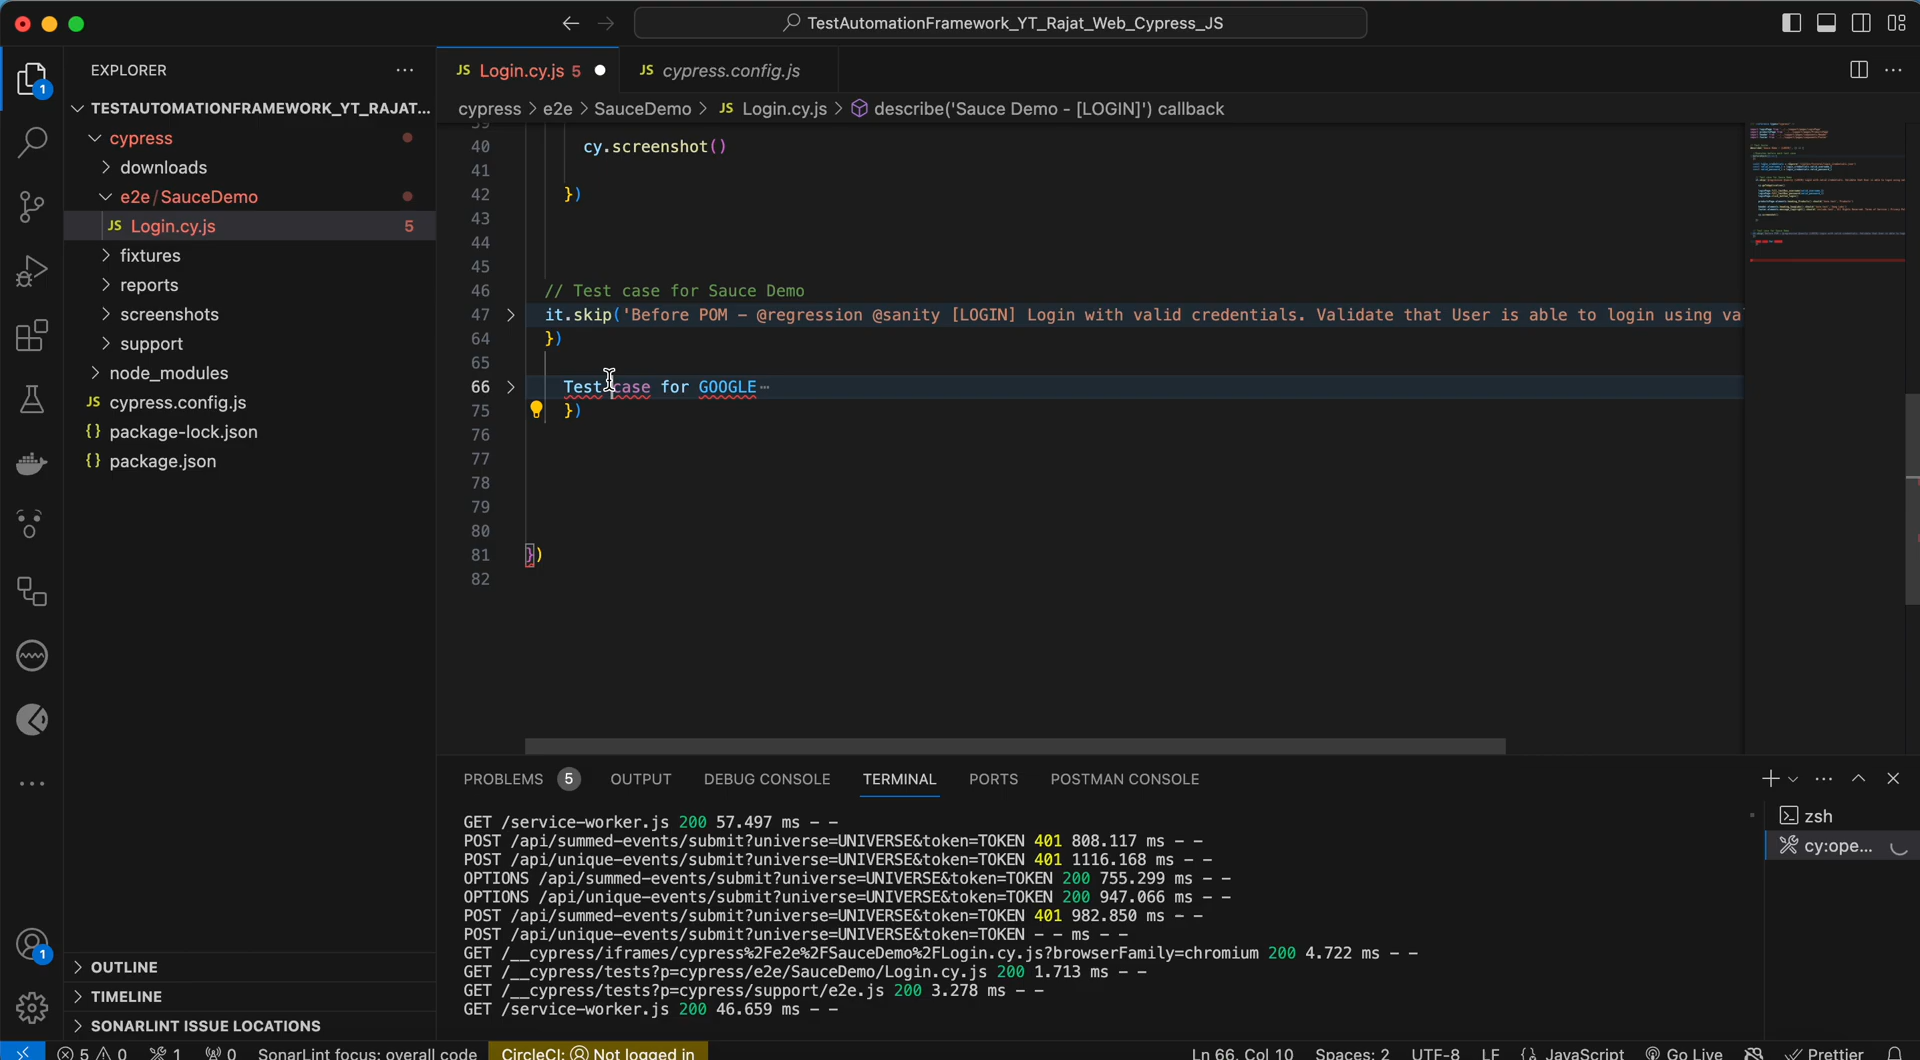 TestAutomationFramework_YT_Rajat_Web_Cypress_JS
EXPLORER
JS Login.cy.js 5
JS cypress.config.js
1
TESTAUTOMATIONFRAMEWORK_YT_RAJAT...
cypress > e2e > SauceDemo > JS Login.cy.js > describe('Sauce Demo - [LOGIN]') callback
cypress
downloads
e2e / SauceDemo
JS Login.cy.js 5
fixtures
reports
screenshots
support
node_modules
JS cypress.config.js
{} package-lock.json
{} package.json
39
40 cy.screenshot()
41
42 })
43
44
45
46 // Test case for Sauce Demo
47 it.skip('Before POM – @regression @sanity [LOGIN] Login with valid credentials. Validate that User is able to login using va
64 })
65
66 Test case for GOOGLE
75 })
76
77
78
79
80
81 })
82
PROBLEMS 5 OUTPUT DEBUG CONSOLE TERMINAL PORTS POSTMAN CONSOLE
GET /service-worker.js 200 57.497 ms - -
POST /api/summed-events/submit?universe=UNIVERSE&token=TOKEN 401 808.117 ms - -
POST /api/unique-events/submit?universe=UNIVERSE&token=TOKEN 401 1116.168 ms - -
OPTIONS /api/summed-events/submit?universe=UNIVERSE&token=TOKEN 200 755.299 ms - -
OPTIONS /api/unique-events/submit?universe=UNIVERSE&token=TOKEN 200 947.066 ms - -
POST /api/summed-events/submit?universe=UNIVERSE&token=TOKEN 401 982.850 ms - -
POST /api/unique-events/submit?universe=UNIVERSE&token=TOKEN - - ms - -
GET /__cypress/iframes/cypress%2Fe2e%2FSauceDemo%2FLogin.cy.js?browserFamily=chromium 200 4.722 ms - -
GET /__cypress/tests?p=cypress/e2e/SauceDemo/Login.cy.js 200 1.713 ms - -
GET /__cypress/tests?p=cypress/support/e2e.js 200 3.278 ms - -
GET /service-worker.js 200 46.659 ms - -
zsh
cy:ope...
1
OUTLINE
TIMELINE
SONARLINT ISSUE LOCATIONS
5 0 1 0 SonarLint focus: overall code CircleCI: Not logged in Ln 66, Col 10 Spaces: 2 UTF-8 LF {} JavaScript Go Live Prettier